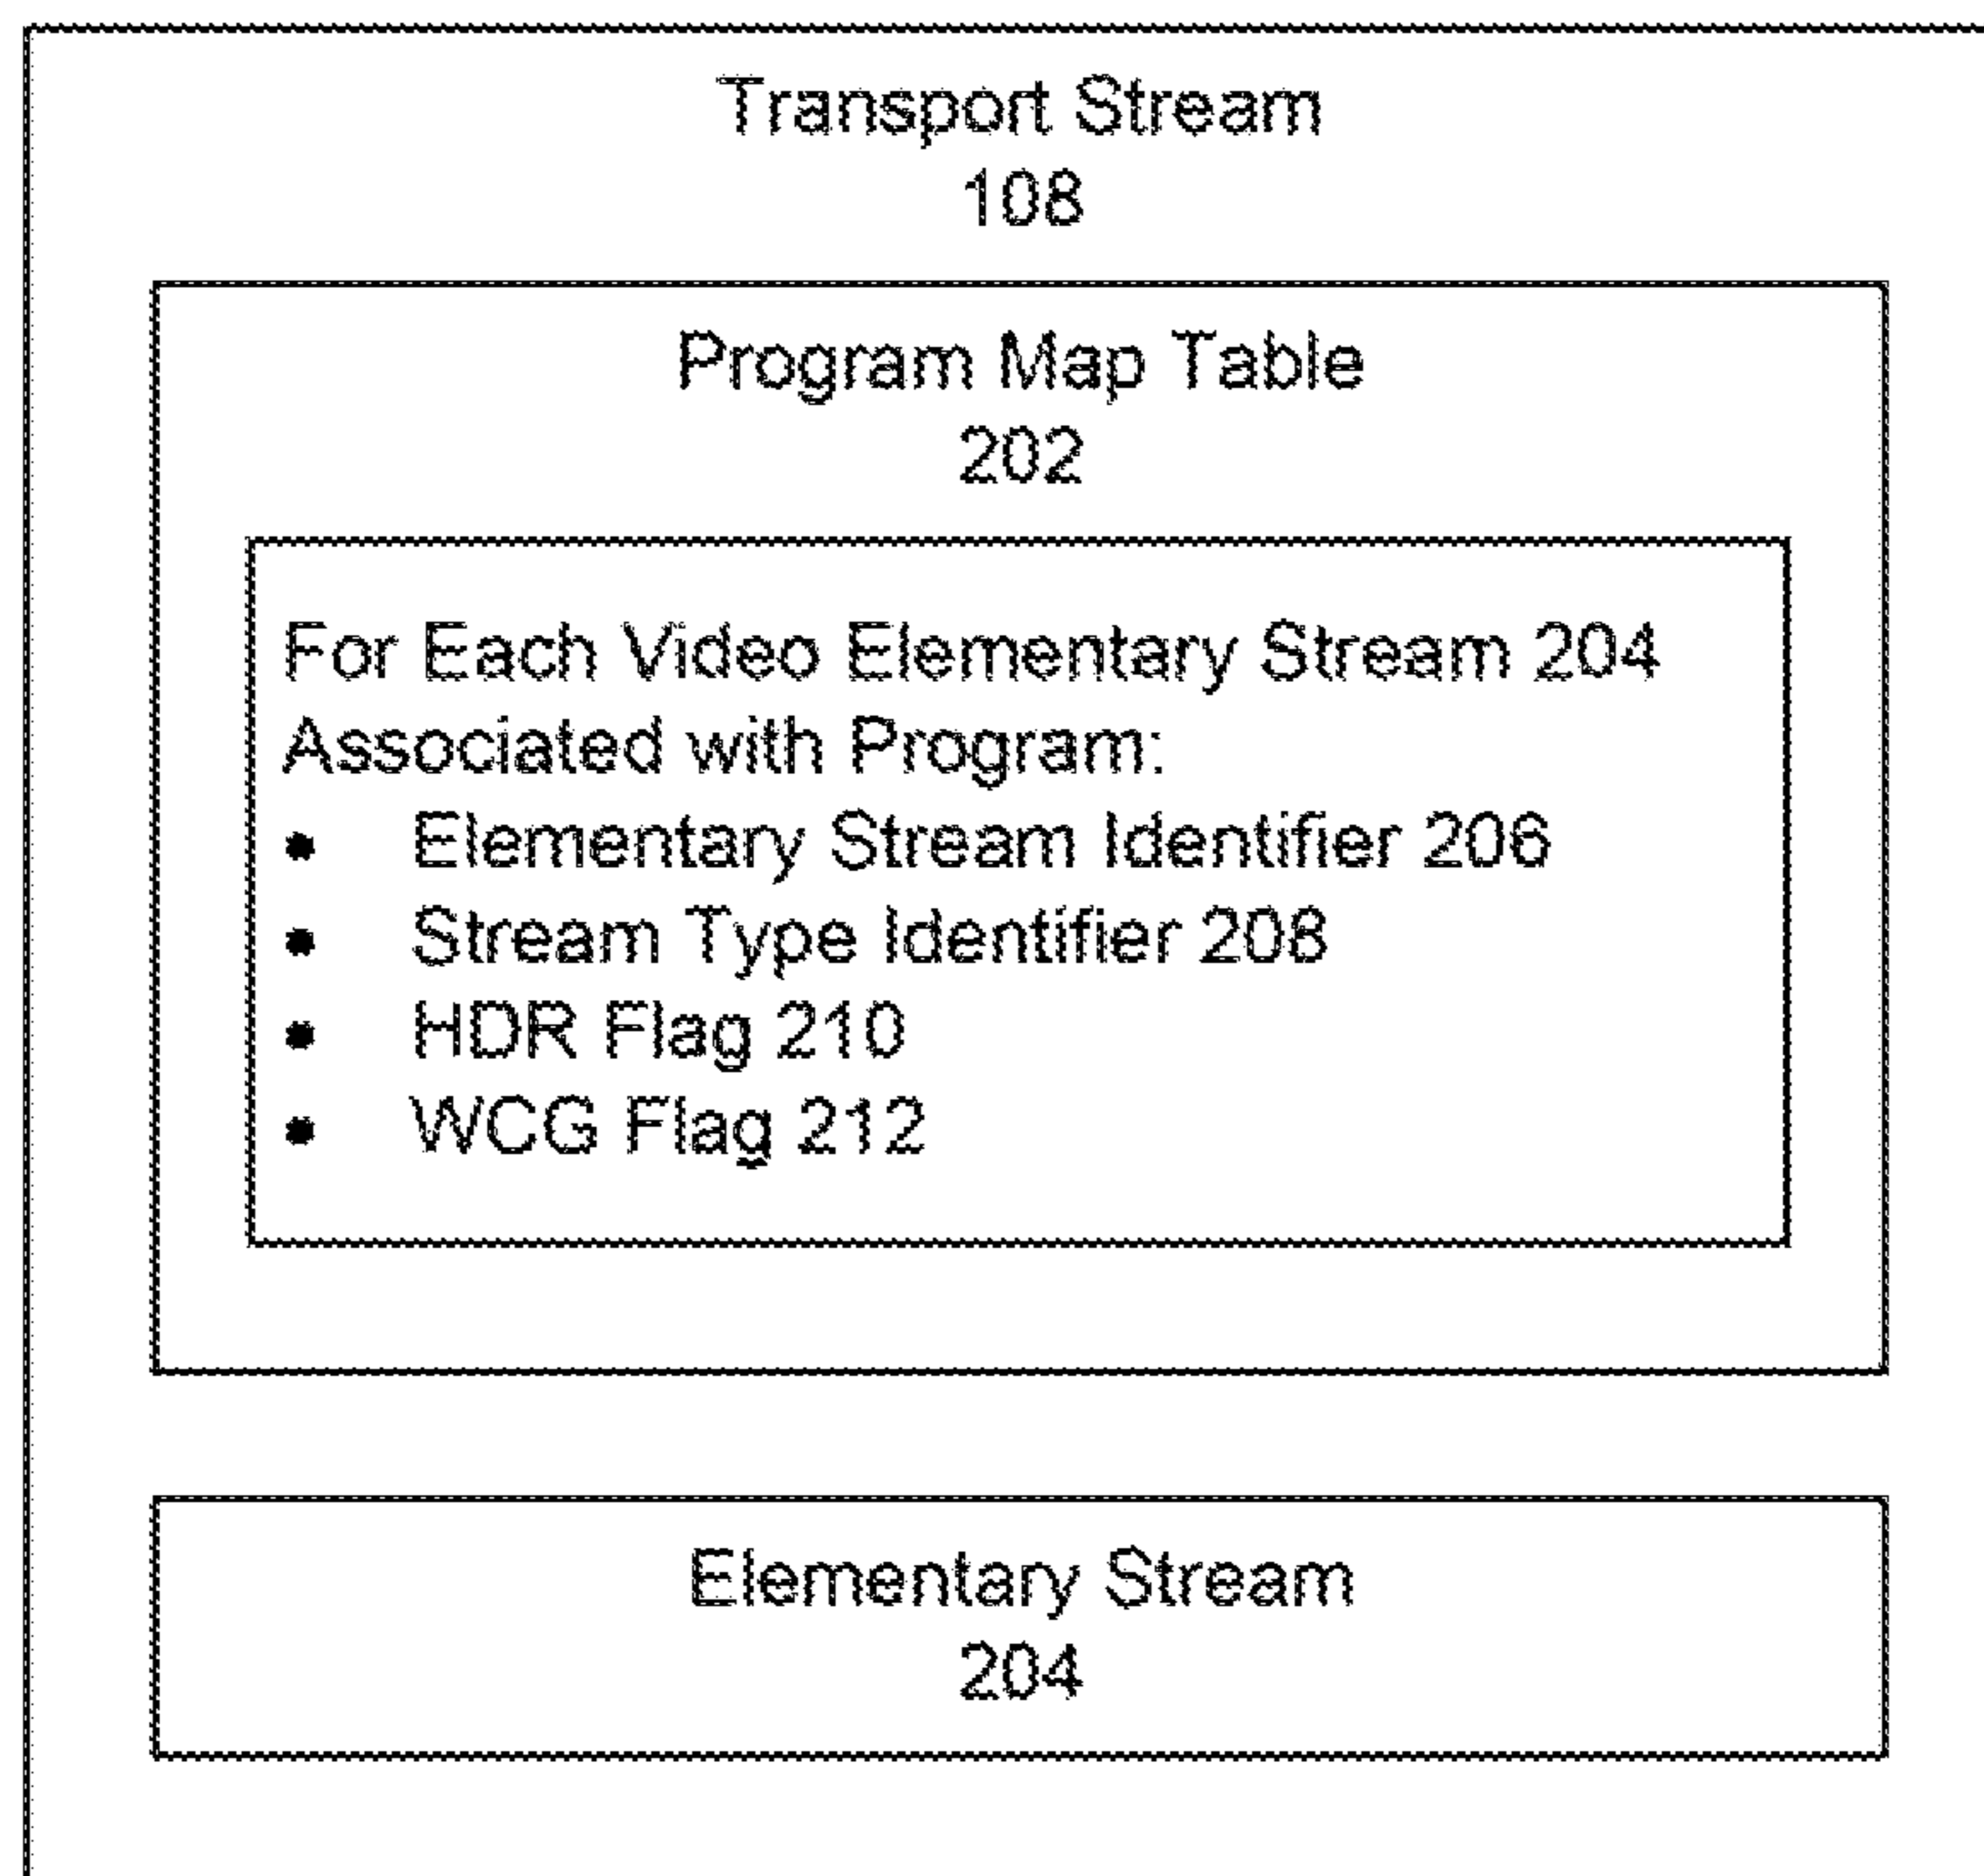 Transport Stream
108
Program Map Table
202
For Each Video Elementary Stream 204
Associated with Program:
• Elementary Stream Identifier 206
• Stream Type Identifier 208
• HDR Flag 210
• WCG Flag 212
Elementary Stream
204